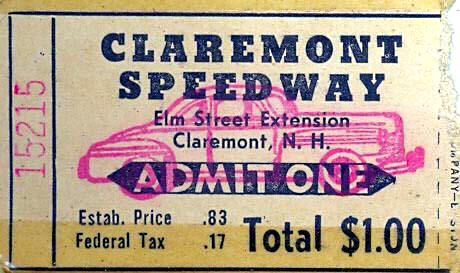 CLAREMONT
SPEEDWAY
Elm Street Extension
Claremont, N. H.
ADMIT ONE
Estab. Price .83
Federal Tax .17
Total $1.00
15215